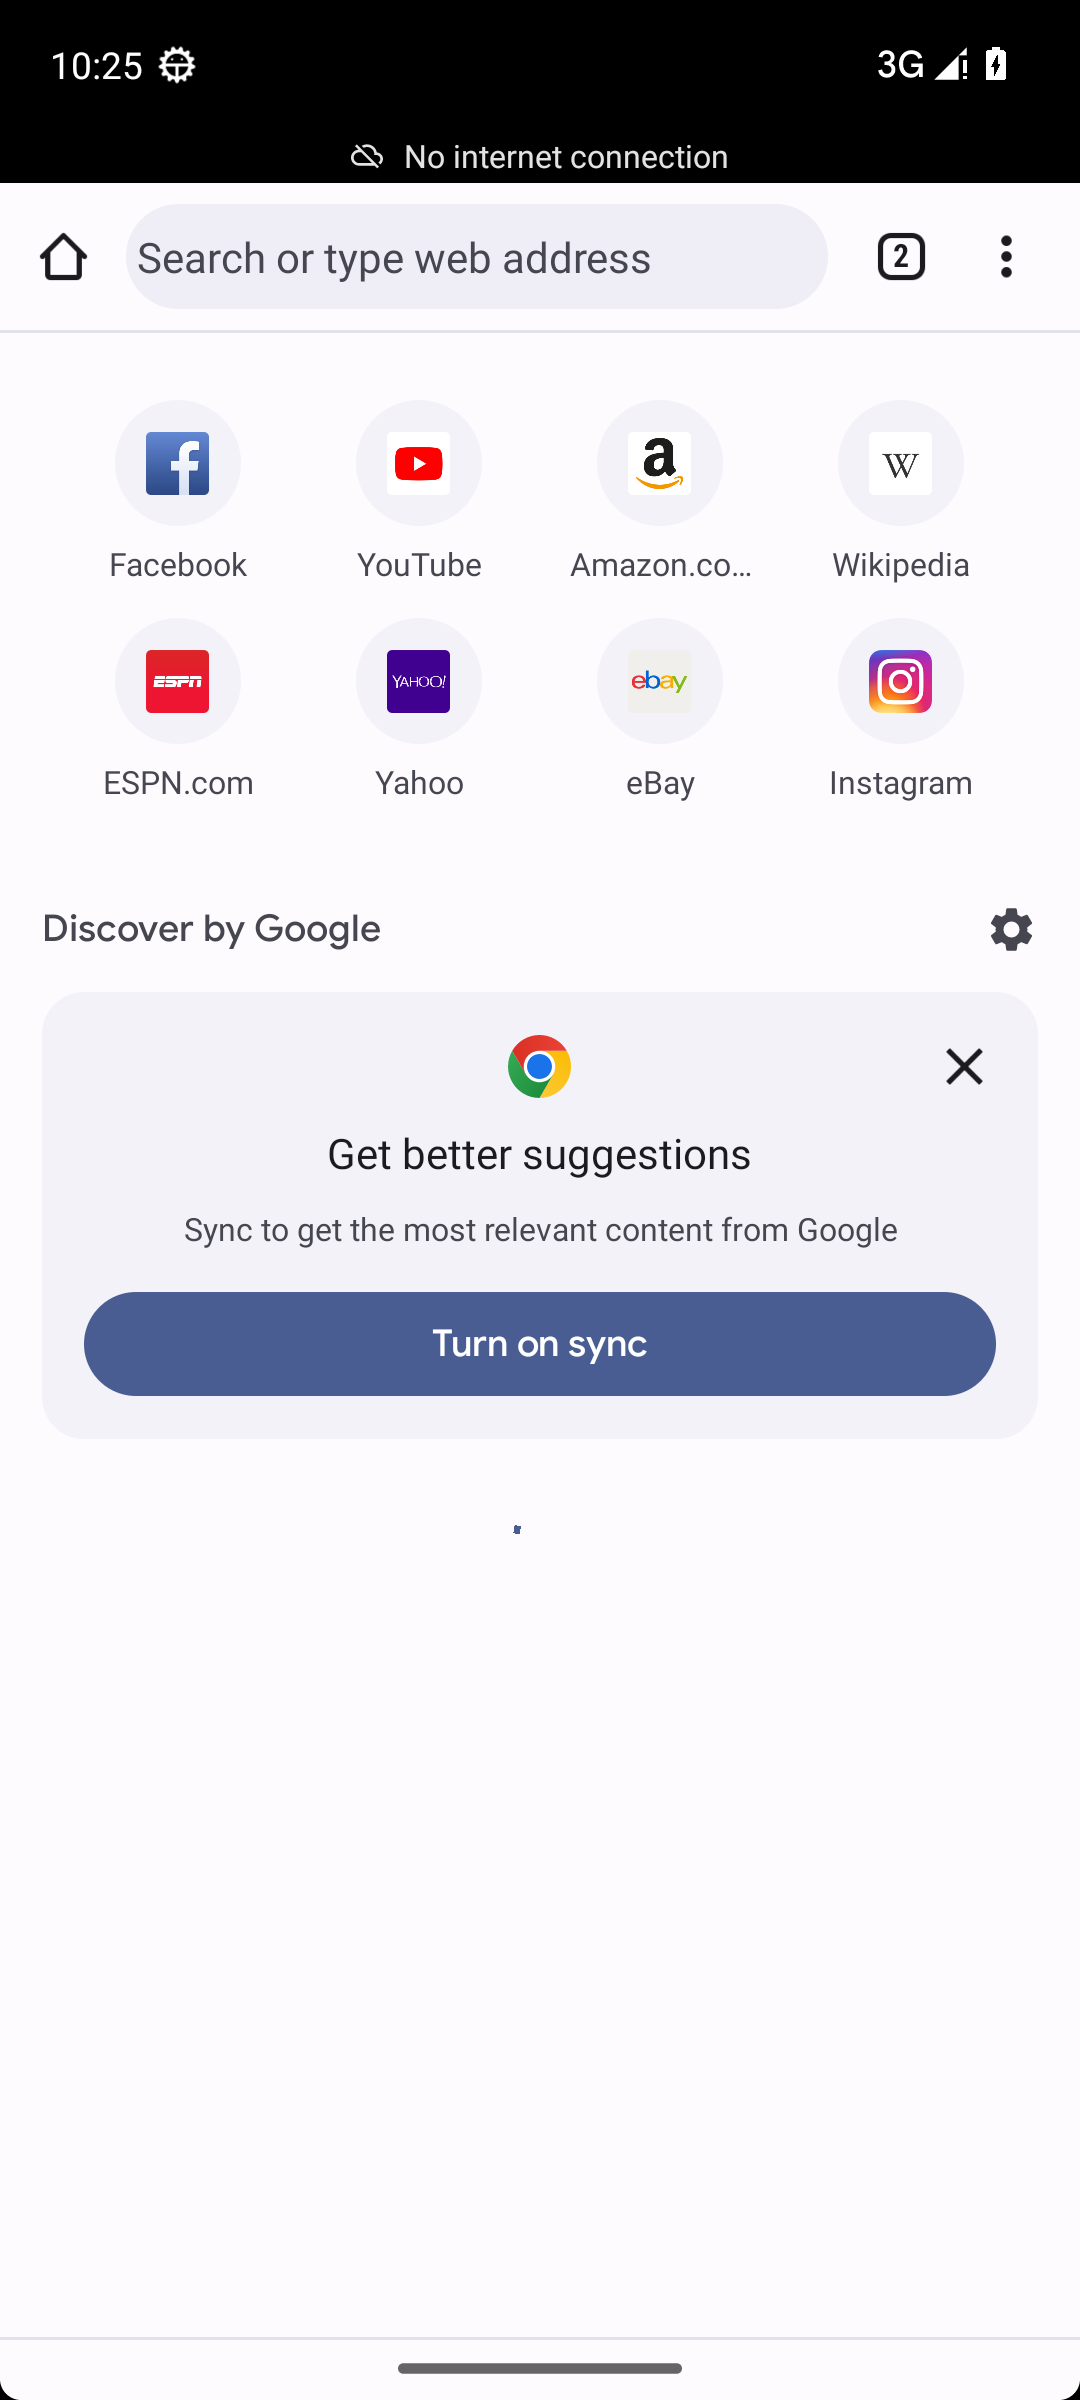 10:25
3G
No internet connection
Search or type web address
2
Facebook
YouTube
Amazon.co...
W
Wikipedia
ESPN
YAHOO!
ebay
ESPN.com
Yahoo
eBay
Instagram
Discover by Google
Get better suggestions
Sync to get the most relevant content from Google
Turn on sync